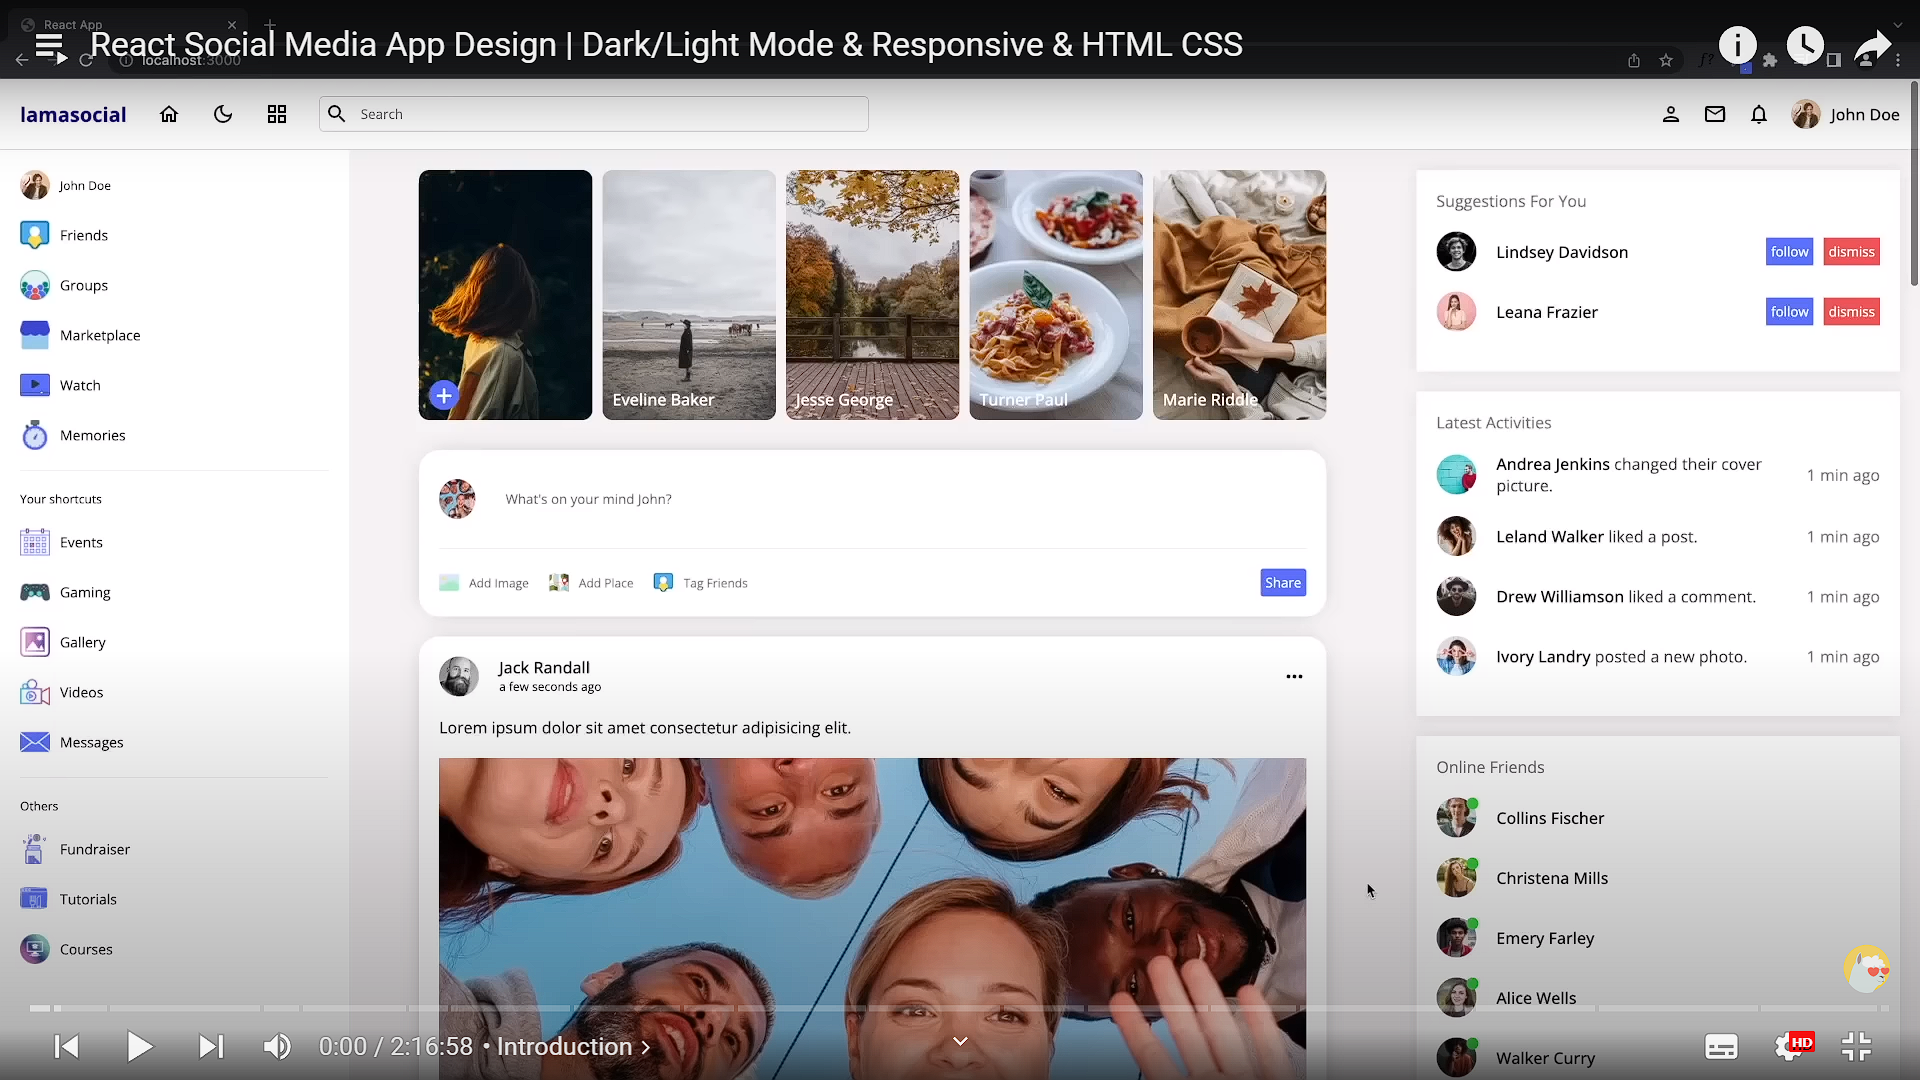 React App
React Social Media App Design | Dark/Light Mode & Responsive & HTML CSS
localhost:3000
lamasocial
Search
John Doe
John Doe
Friends
Groups
Marketplace
Watch
Memories
Your shortcuts
Events
Gaming
Gallery
Videos
Messages
Others
Fundraiser
Tutorials
Courses
Eveline Baker
Jesse George
Turner Paul
Marie Riddle
What's on your mind John?
Add Image
Add Place
Tag Friends
Share
Jack Randall
a few seconds ago
Lorem ipsum dolor sit amet consectetur adipisicing elit.
Suggestions For You
Lindsey Davidson
follow
dismiss
Leana Frazier
follow
dismiss
Latest Activities
Andrea Jenkins changed their cover
picture.
1 min ago
Leland Walker liked a post.
1 min ago
Drew Williamson liked a comment.
1 min ago
Ivory Landry posted a new photo.
1 min ago
Online Friends
Collins Fischer
Christena Mills
Emery Farley
Alice Wells
Walker Curry
0:00 / 2:16:58 • Introduction
HD